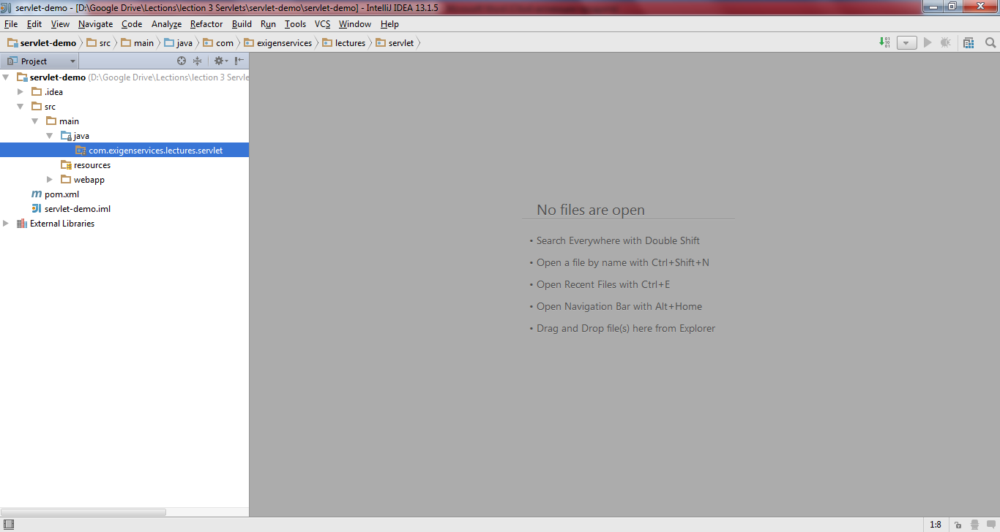 servlet-demo - [D:\Google Drive\Lections\lection 3 Servlets\servlet-demo\servlet-demo] - IntelliJ IDEA 13.1.5
File Edit View Navigate Code Analyze Refactor Build Run Tools VCS Window Help
servlet-demo src main java com exigenservices lectures servlet
Project
servlet-demo (D:\Google Drive\Lections\lection 3 Servle
.idea
src
main
java
com.exigenservices.lectures.servlet
resources
webapp
pom.xml
servlet-demo.iml
External Libraries
No files are open
• Search Everywhere with Double Shift
• Open a file by name with Ctrl+Shift+N
• Open Recent Files with Ctrl+E
• Open Navigation Bar with Alt+Home
• Drag and Drop file(s) here from Explorer
1:8